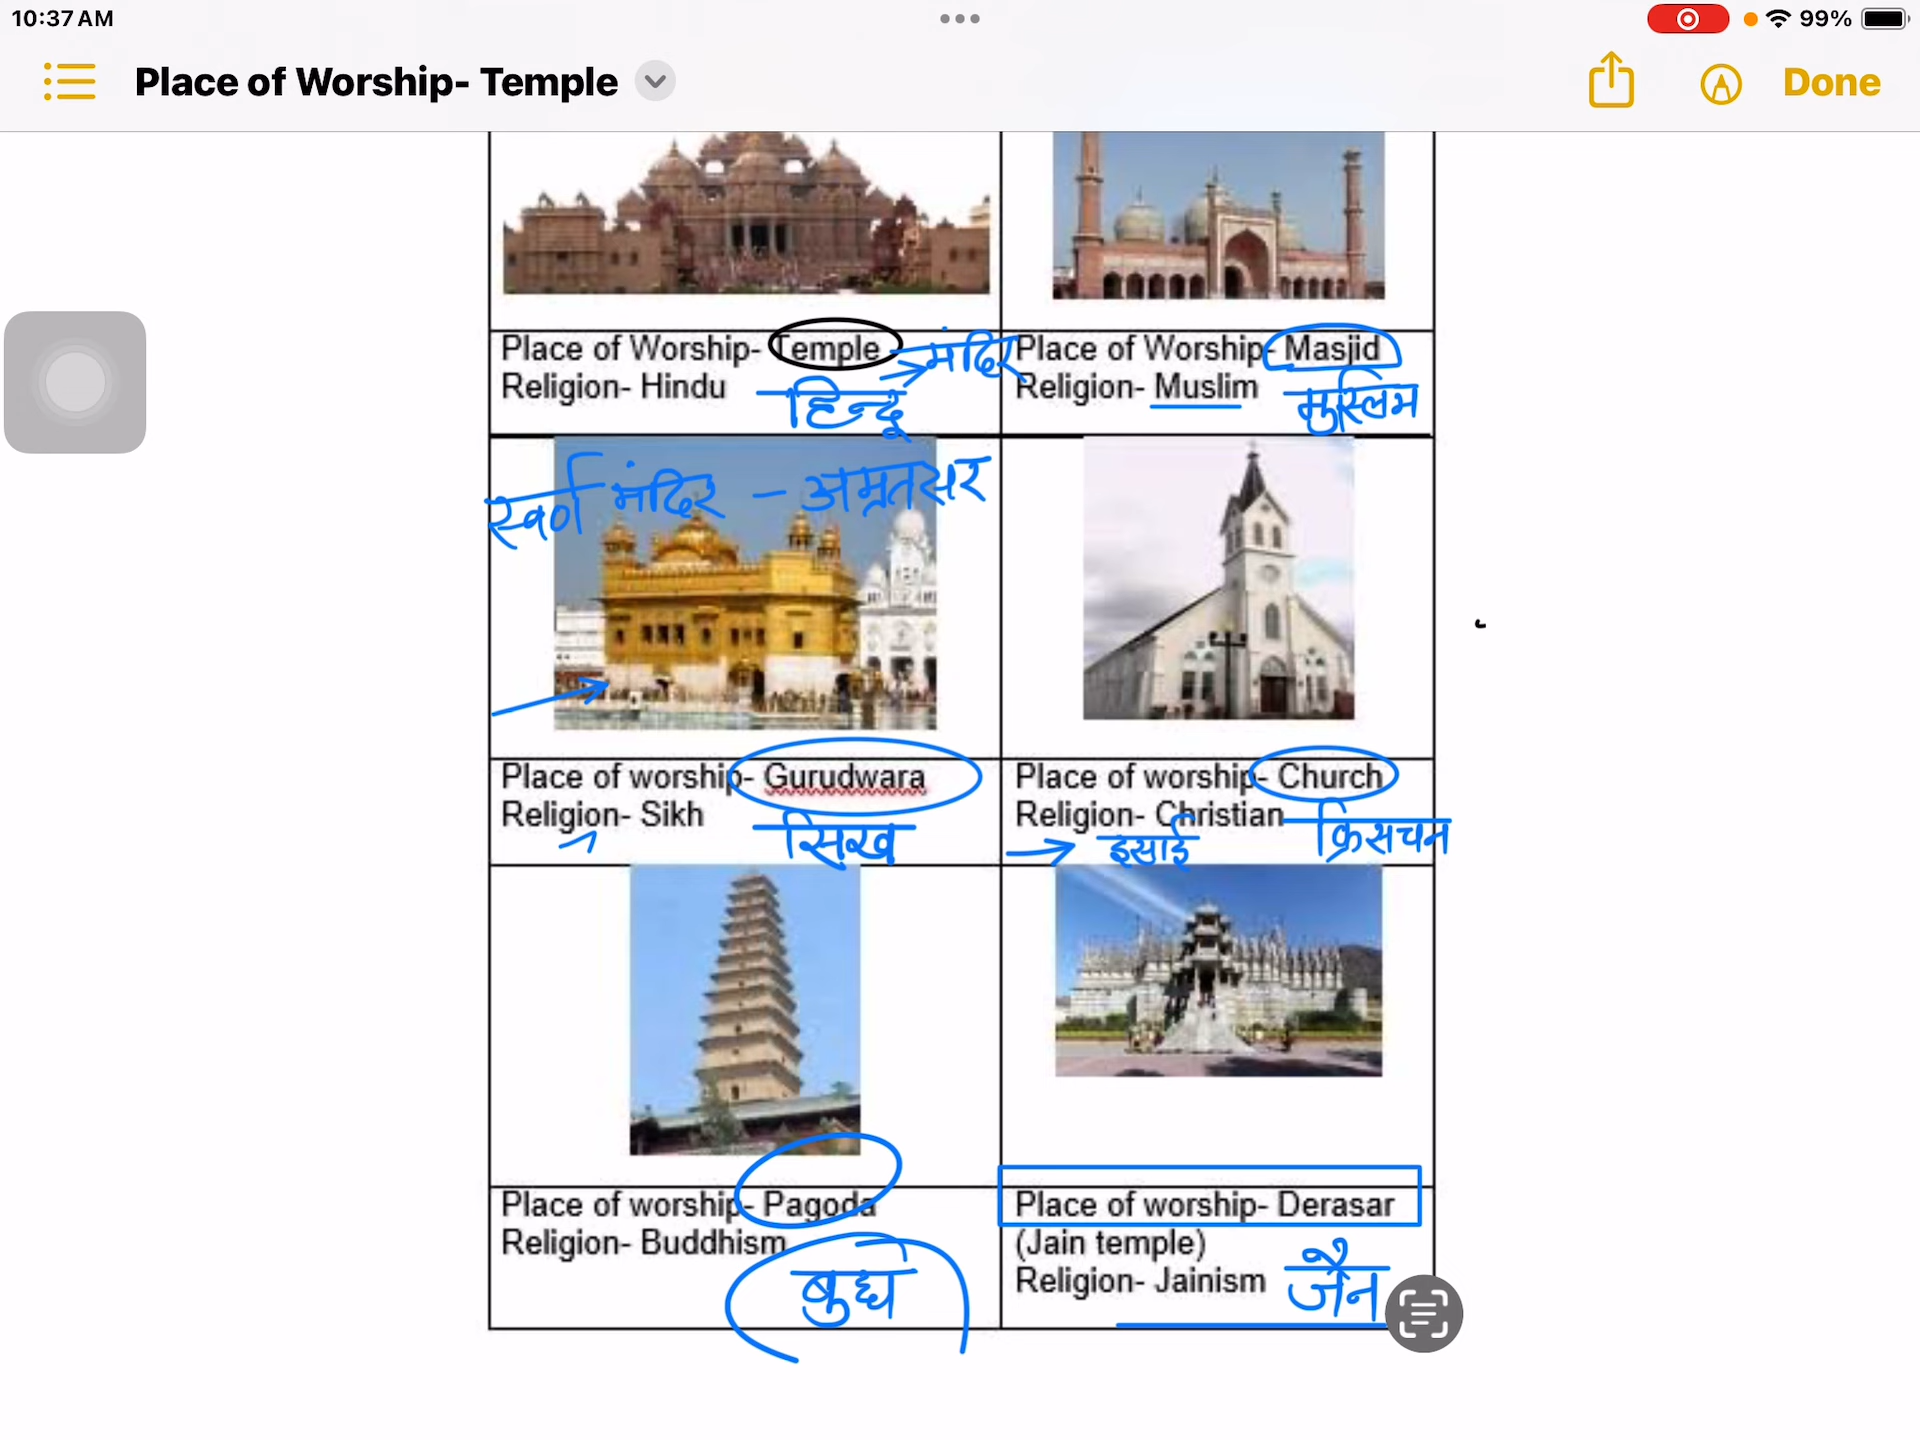 10:37 AM
99%
Place of Worship- Temple
Done
Place of Worship- Temple
मंदिर
Religion- Hindu
हिन्दू
Place of Worship- Masjid
Religion- Muslim
मुस्लिम
स्वर्ण मंदिर - अमृतसर
Place of worship- Gurudwara
Religion- Sikh
सिख
Place of worship- Church
Religion- Christian
क्रिसचन
इसाई
Place of worship- Pagoda
Religion- Buddhism
बुध्ध
Place of worship- Derasar
(Jain temple)
Religion- Jainism
जैन